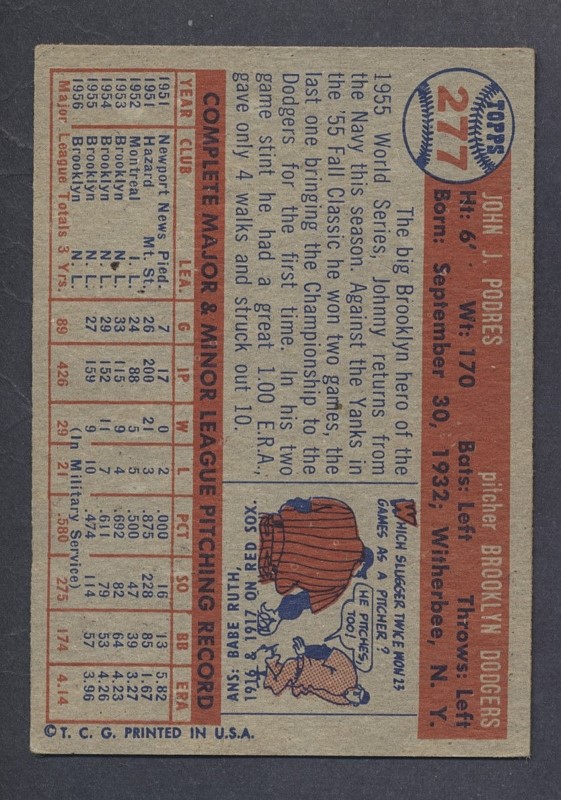 TOPPS
277
JOHN J. PODRES pitcher BROOKLYN DODGERS
Ht: 6' Wt: 170 Bats: Left Throws: Left
Born: September 30, 1932; Witherbee, N. Y.
The big Brooklyn hero of the
1955 World Series, Johnny returns from
the Navy this season. Against the Yanks in
the '55 Fall Classic he won two games, the
last one bringing the Championship to the
Dodgers for the first time. In his two
game stint he had a great 1.00 E.R.A.,
gave only 4 walks and struck out 10.
WHICH SLUGGER TWICE WON 23
GAMES AS A PITCHER?
HE PITCHES,
TOO!
ANS: BABE RUTH,
1916 & 1917 ON RED SOX.
COMPLETE MAJOR & MINOR LEAGUE PITCHING RECORD
YEAR CLUB LEA. G IP W L PCT SO BB ERA
1951 Newport News Pied. 7 17 0 2 .000 16 13 5.82
1951 Hazard Mt. St. 26 200 21 3 .875 228 85 1.67
1952 Montreal I. L. 24 88 5 5 .500 47 39 3.27
1953 Brooklyn N. L. 33 115 9 4 .692 82 64 4.23
1954 Brooklyn N. L. 29 152 11 7 .611 79 53 4.26
1955 Brooklyn N. L. 27 159 9 10 .474 114 57 3.96
1956 Brooklyn N. L. (In Military Service)
Major League Totals 3 Yrs. 89 426 29 21 .580 275 174 4.14
© T. C. G. PRINTED IN U.S.A.